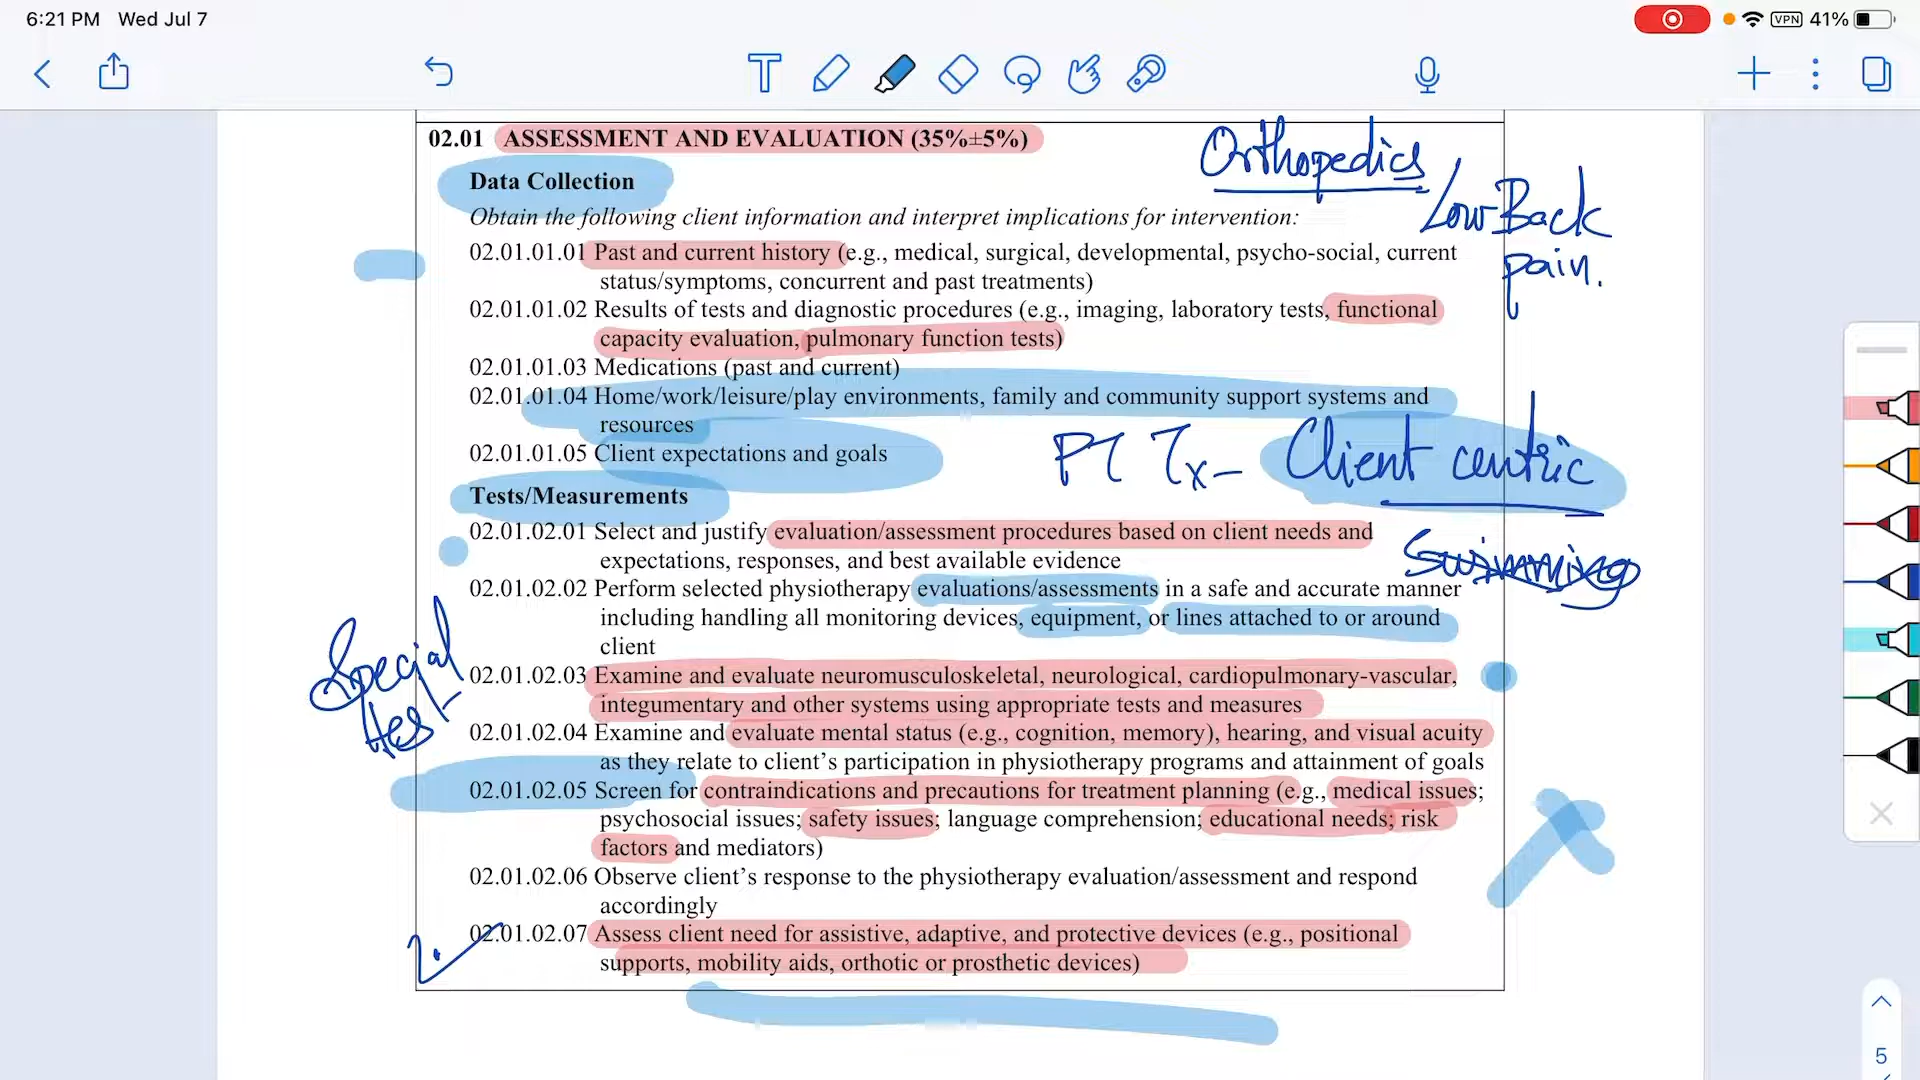 6:21 PM Wed Jul 7
VPN 41%
02.01 ASSESSMENT AND EVALUATION (35%±5%)
Orthopedics
Data Collection
Low Back
pain.
Obtain the following client information and interpret implications for intervention:
02.01.01.01 Past and current history (e.g., medical, surgical, developmental, psycho-social, current
status/symptoms, concurrent and past treatments)
02.01.01.02 Results of tests and diagnostic procedures (e.g., imaging, laboratory tests, functional
capacity evaluation, pulmonary function tests)
02.01.01.03 Medications (past and current)
02.01.01.04 Home/work/leisure/play environments, family and community support systems and
resources
02.01.01.05 Client expectations and goals
PT Tx- Client centric
Tests/Measurements
02.01.02.01 Select and justify evaluation/assessment procedures based on client needs and
expectations, responses, and best available evidence
Swimming
02.01.02.02 Perform selected physiotherapy evaluations/assessments in a safe and accurate manner
including handling all monitoring devices, equipment, or lines attached to or around
client
Special
test
02.01.02.03 Examine and evaluate neuromusculoskeletal, neurological, cardiopulmonary-vascular,
integumentary and other systems using appropriate tests and measures
02.01.02.04 Examine and evaluate mental status (e.g., cognition, memory), hearing, and visual acuity
as they relate to client’s participation in physiotherapy programs and attainment of goals
02.01.02.05 Screen for contraindications and precautions for treatment planning (e.g., medical issues;
psychosocial issues; safety issues; language comprehension; educational needs; risk
factors and mediators)
02.01.02.06 Observe client’s response to the physiotherapy evaluation/assessment and respond
accordingly
02.01.02.07 Assess client need for assistive, adaptive, and protective devices (e.g., positional
supports, mobility aids, orthotic or prosthetic devices)
5